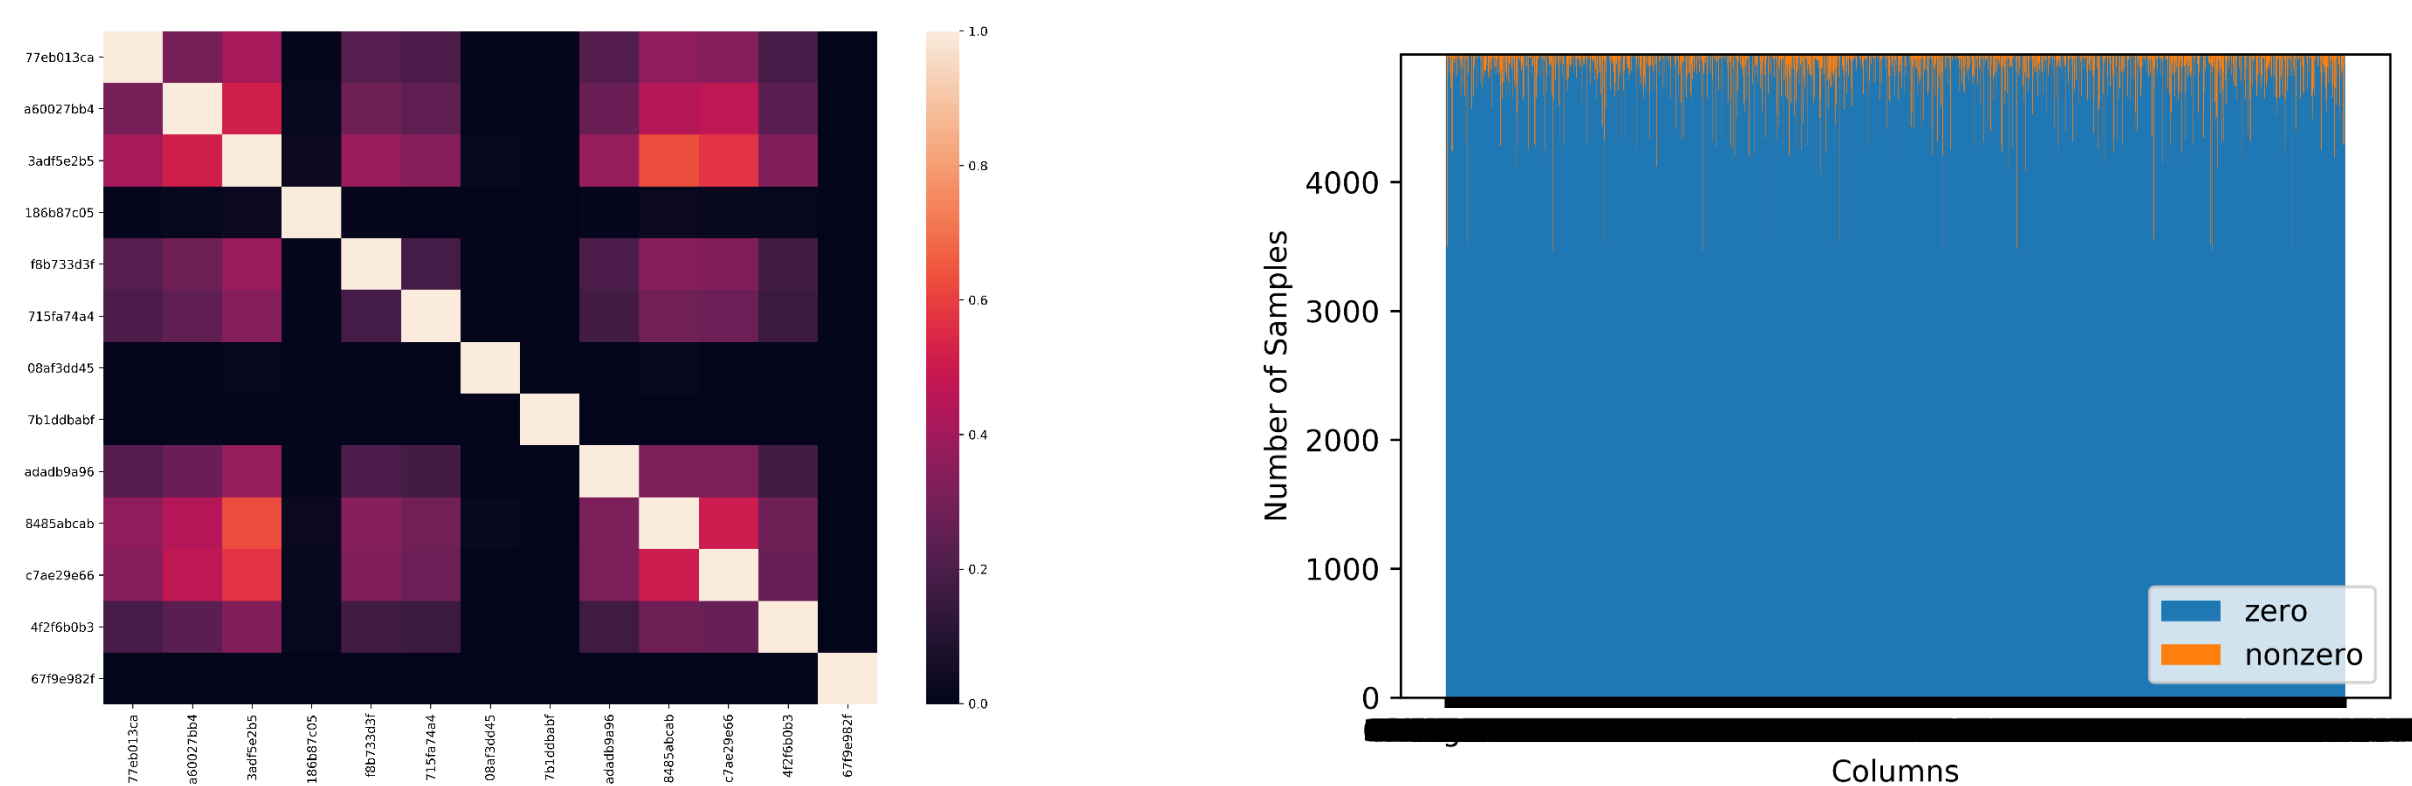 77eb013ca
a60027bb4
3adf5e2b5
186b87c05
f8b733d3f
715fa74a4
08af3dd45
7b1ddbabf
adadb9a96
8485abcab
c7ae29e66
4f2f6b0b3
67f9e982f
77eb013ca
a60027bb4
3adf5e2b5
186b87c05
f8b733d3f
715fa74a4
08af3dd45
7b1ddbabf
adadb9a96
8485abcab
c7ae29e66
4f2f6b0b3
67f9e982f
1.0
0.8
0.6
0.4
0.2
0.0
Number of Samples
4000
3000
2000
1000
0
zero
nonzero
Columns